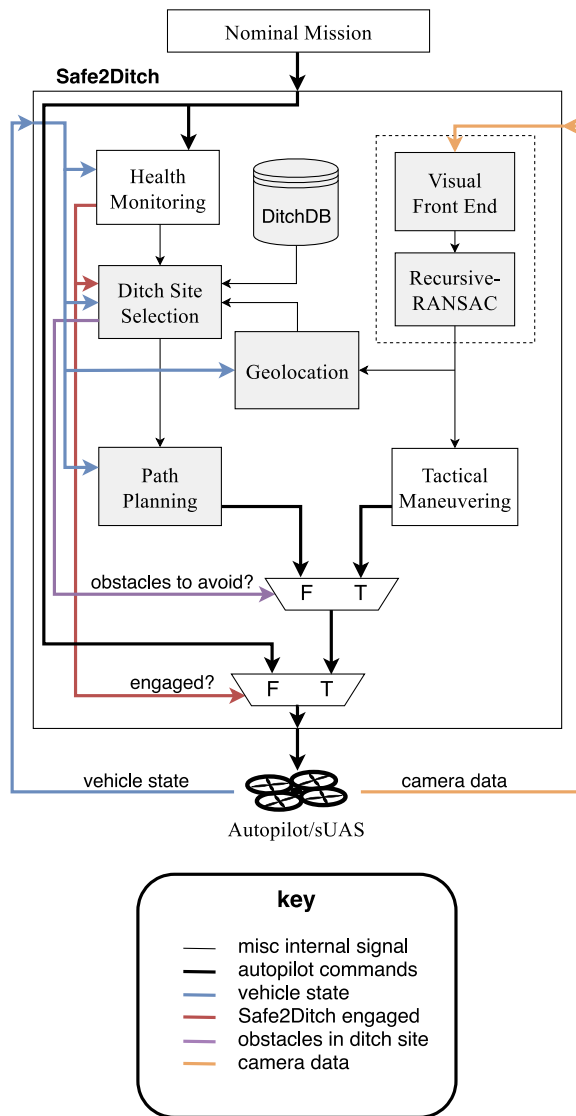 Nominal Mission
Safe2Ditch
Health
Monitoring
DitchDB
Visual
Front End
Ditch Site
Selection
Recursive-
RANSAC
Geolocation
Path
Planning
Tactical
Maneuvering
obstacles to avoid?
F T
engaged?
F T
vehicle state
camera data
Autopilot/sUAS
key
misc internal signal
autopilot commands
vehicle state
Safe2Ditch engaged
obstacles in ditch site
camera data